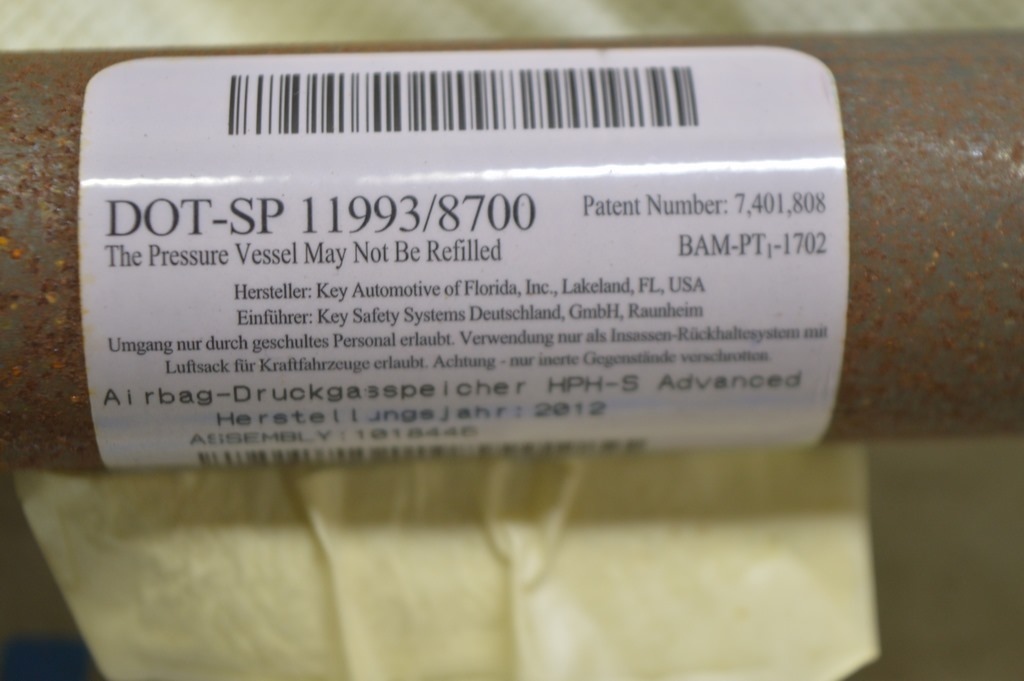 DOT-SP 11993/8700
Patent Number: 7,401,808
The Pressure Vessel May Not Be Refilled
BAM-PT₁-1702
Hersteller: Key Automotive of Florida, Inc., Lakeland, FL, USA
Einführer: Key Safety Systems Deutschland, GmbH, Raunheim
Umgang nur durch geschultes Personal erlaubt. Verwendung nur als Insassen-Rückhaltesystem mit
Luftsack für Kraftfahrzeuge erlaubt. Achtung - nur inerte Gegenstände verschrotten.
Airbag-Druckgasspeicher HPH-S Advanced
Herstellungsjahr: 2012
ASSEMBLY: